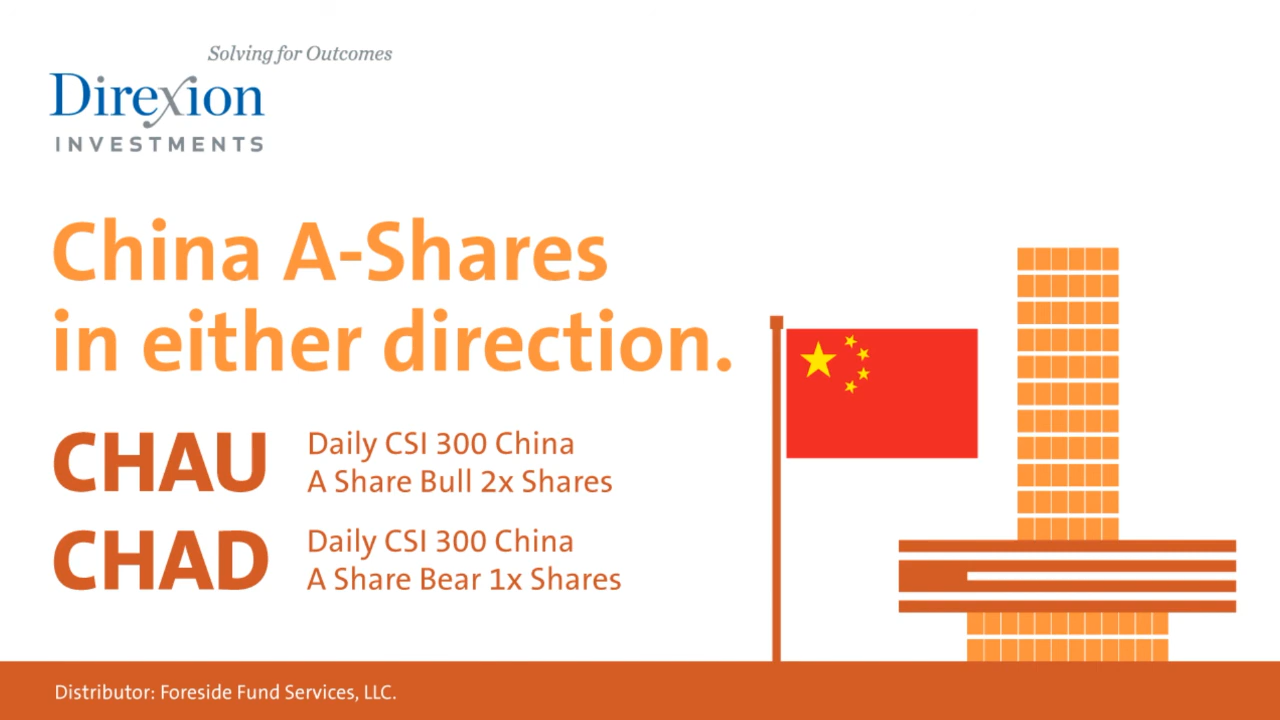 Solving for Outcomes
Direxion
INVESTMENTS
China A-Shares
in either direction.
CHAU
Daily CSI 300 China
A Share Bull 2x Shares
CHAD
Daily CSI 300 China
A Share Bear 1x Shares
Distributor: Foreside Fund Services, LLC.